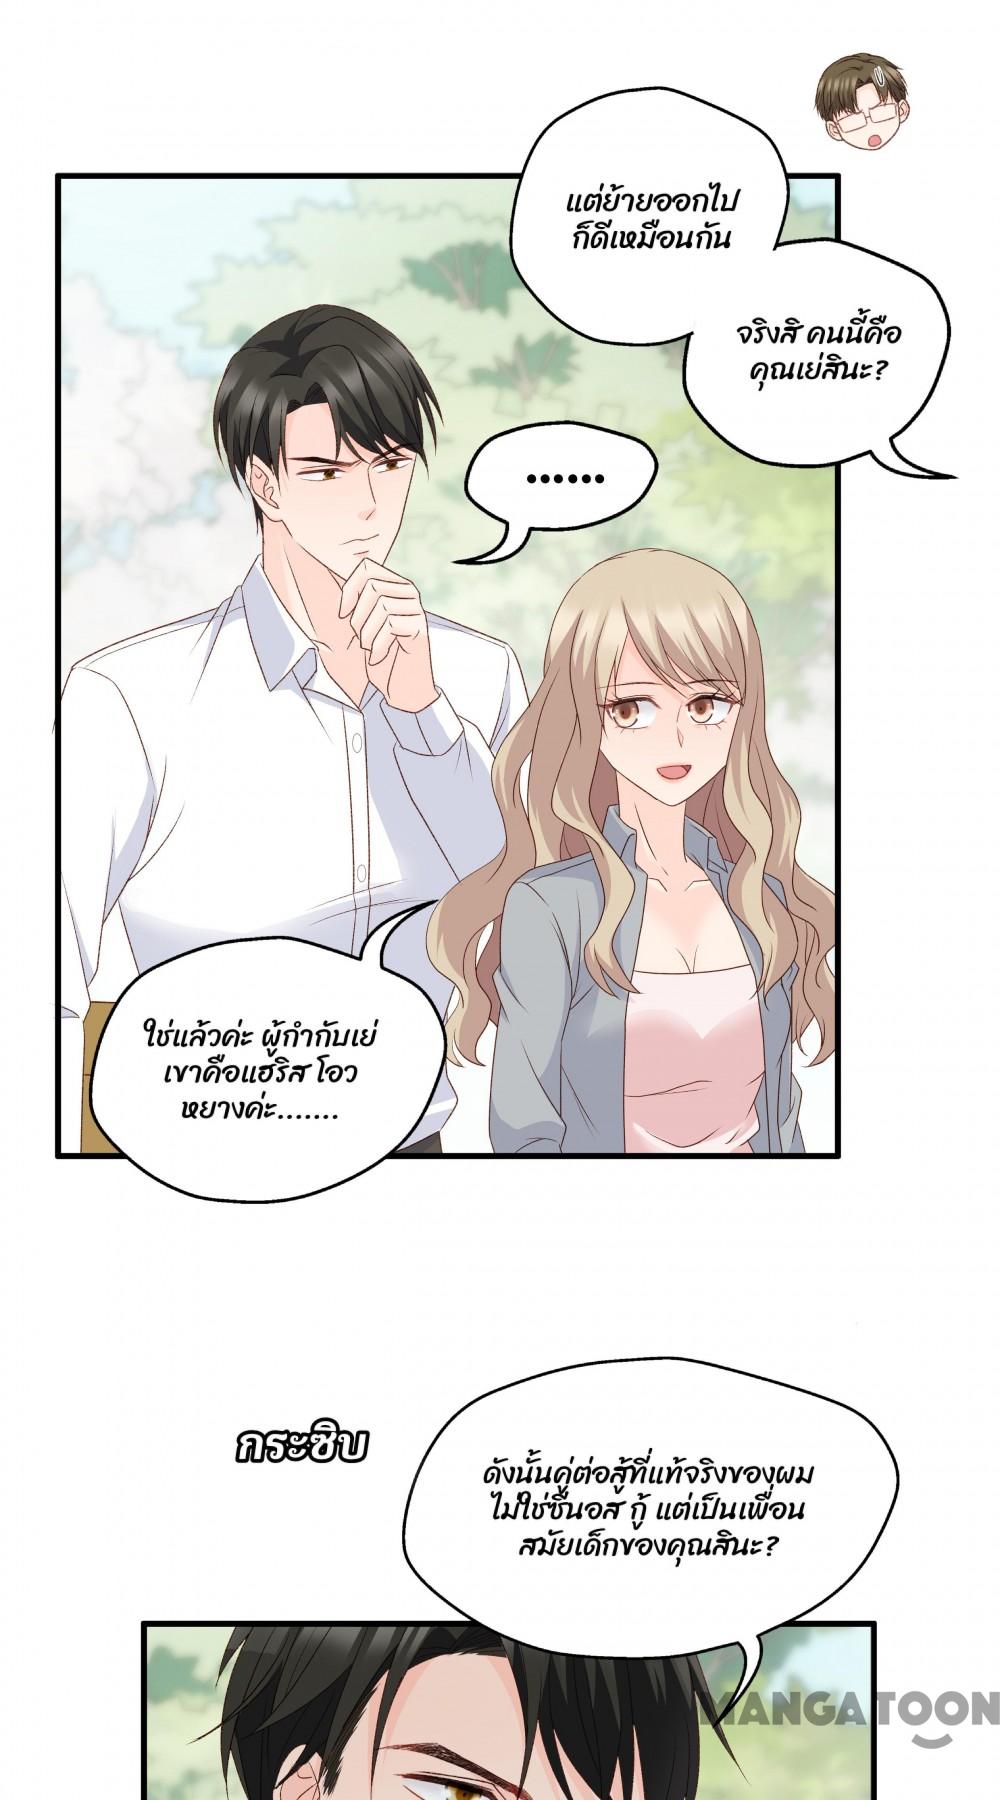 แต่ย้ายออกไป
ก็ดีเหมือนกัน
จริงสิ คนนี้คือ
คุณเย่สินะ?
......
ใช่แล้วค่ะ ผู้กำกับเย่
เขาคือแฮริส โอว
หยางค่ะ.......
กระซิบ
ดังนั้นคู่ต่อสู้ที่แท้จริงของผม
ไม่ใช่ซีนอส กู้ แต่เป็นเพื่อน
สมัยเด็กของคุณสินะ?
MANGATOON